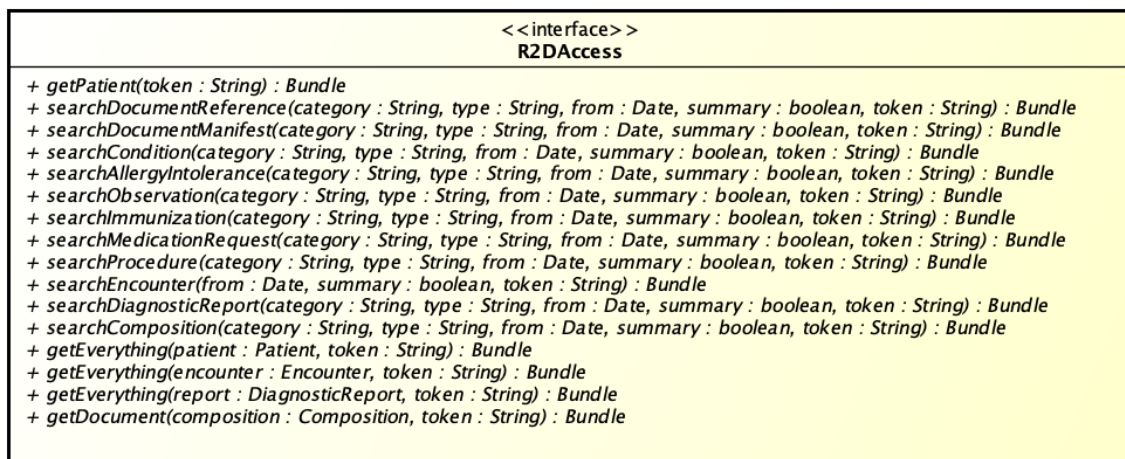 <<interface>>
R2DAccess
+ getPatient(token : String) : Bundle
+ searchDocumentReference(category : String, type : String, from : Date, summary : boolean, token : String) : Bundle
+ searchDocumentManifest(category : String, type : String, from : Date, summary : boolean, token : String) : Bundle
+ searchCondition(category : String, type : String, from : Date, summary : boolean, token : String) : Bundle
+ searchAllergyIntolerance(category : String, type : String, from : Date, summary : boolean, token : String) : Bundle
+ searchObservation(category : String, type : String, from : Date, summary : boolean, token : String) : Bundle
+ searchImmunization(category : String, type : String, from : Date, summary : boolean, token : String) : Bundle
+ searchMedicationRequest(category : String, type : String, from : Date, summary : boolean, token : String) : Bundle
+ searchProcedure(category : String, type : String, from : Date, summary : boolean, token : String) : Bundle
+ searchEncounter(from : Date, summary : boolean, token : String) : Bundle
+ searchDiagnosticReport(category : String, type : String, from : Date, summary : boolean, token : String) : Bundle
+ searchComposition(category : String, type : String, from : Date, summary : boolean, token : String) : Bundle
+ getEverything(patient : Patient, token : String) : Bundle
+ getEverything(encounter : Encounter, token : String) : Bundle
+ getEverything(report : DiagnosticReport, token : String) : Bundle
+ getDocument(composition : Composition, token : String) : Bundle